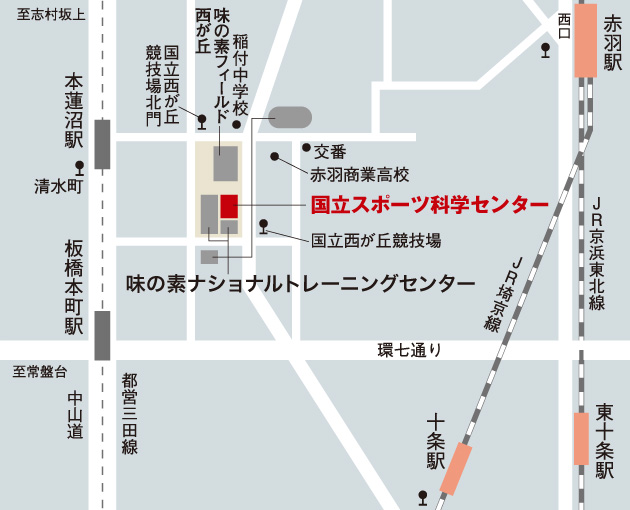 至志村坂上
本蓮沼駅
清水町
板橋本町駅
至常盤台
中山道
都営三田線
国立西が丘
競技場北門
味の素フィールド
西が丘
稲付中学校
交番
赤羽商業高校
国立スポーツ科学センター
国立西が丘競技場
味の素ナショナルトレーニングセンター
環七通り
西口
赤羽駅
JR京浜東北線
JR埼京線
十条駅
東十条駅